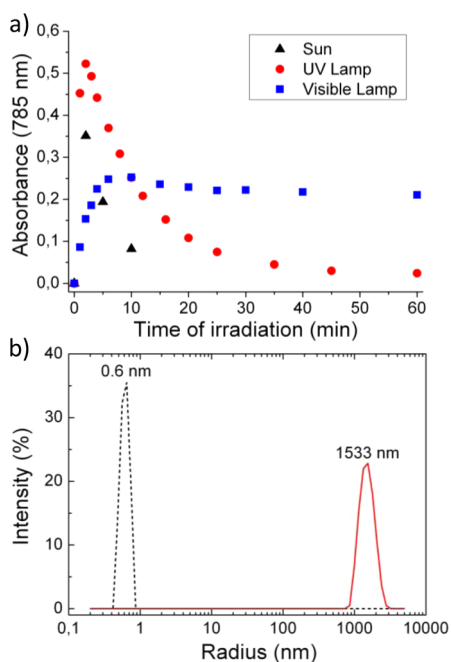 a)
Absorbance (785 nm)
0,6
0,5
0,4
0,3
0,2
0,1
0,0
Sun
UV Lamp
Visible Lamp
0 10 20 30 40 50 60
Time of irradiation (min)
b)
Intensity (%)
40
30
20
10
0
0.6 nm
1533 nm
0,1 1 10 100 1000 10000
Radius (nm)